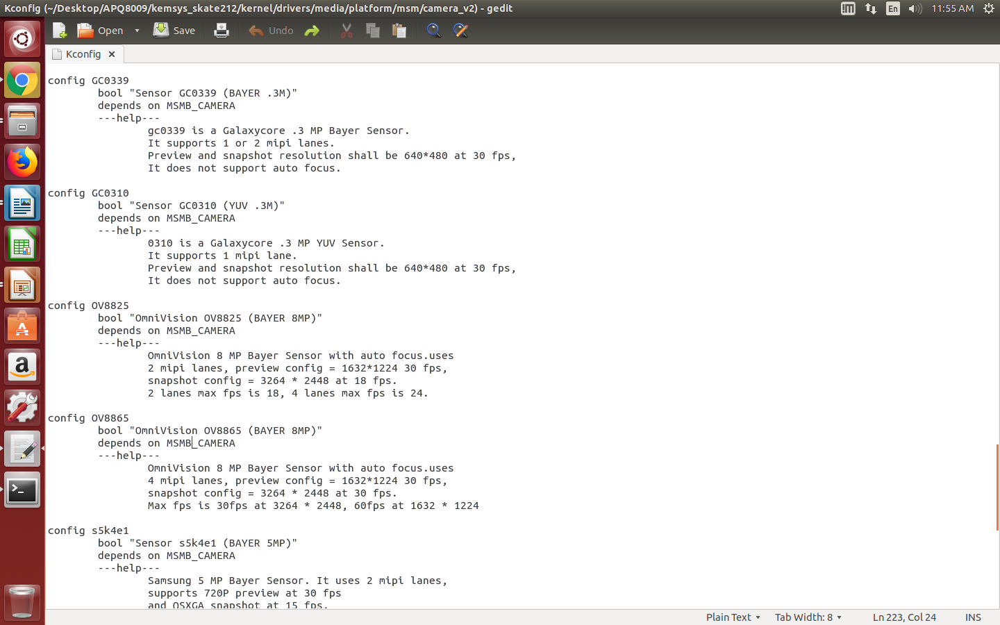 Kconfig (~/Desktop/APQ8009/kemsys_skate212/kernel/drivers/media/platform/msm/camera_v2) - gedit
En
11:55 AM
Open
Save
Undo
Kconfig
config GC0339
bool "Sensor GC0339 (BAYER .3M)"
depends on MSMB_CAMERA
---help---
gc0339 is a Galaxycore .3 MP Bayer Sensor.
It supports 1 or 2 mipi lanes.
Preview and snapshot resolution shall be 640*480 at 30 fps,
It does not support auto focus.
config GC0310
bool "Sensor GC0310 (YUV .3M)"
depends on MSMB_CAMERA
---help---
0310 is a Galaxycore .3 MP YUV Sensor.
It supports 1 mipi lane.
Preview and snapshot resolution shall be 640*480 at 30 fps,
It does not support auto focus.
config OV8825
bool "OmniVision OV8825 (BAYER 8MP)"
depends on MSMB_CAMERA
---help---
OmniVision 8 MP Bayer Sensor with auto focus.uses
2 mipi lanes, preview config = 1632*1224 30 fps,
snapshot config = 3264 * 2448 at 18 fps.
2 lanes max fps is 18, 4 lanes max fps is 24.
config OV8865
bool "OmniVision OV8865 (BAYER 8MP)"
depends on MSMB_CAMERA
---help---
OmniVision 8 MP Bayer Sensor with auto focus.uses
4 mipi lanes, preview config = 1632*1224 30 fps,
snapshot config = 3264 * 2448 at 30 fps.
Max fps is 30fps at 3264 * 2448, 60fps at 1632 * 1224
config s5k4e1
bool "Sensor s5k4e1 (BAYER 5MP)"
depends on MSMB_CAMERA
---help---
Samsung 5 MP Bayer Sensor. It uses 2 mipi lanes,
supports 720P preview at 30 fps
and QSXGA snapshot at 15 fps.
Plain Text
Tab Width: 8
Ln 223, Col 24
INS